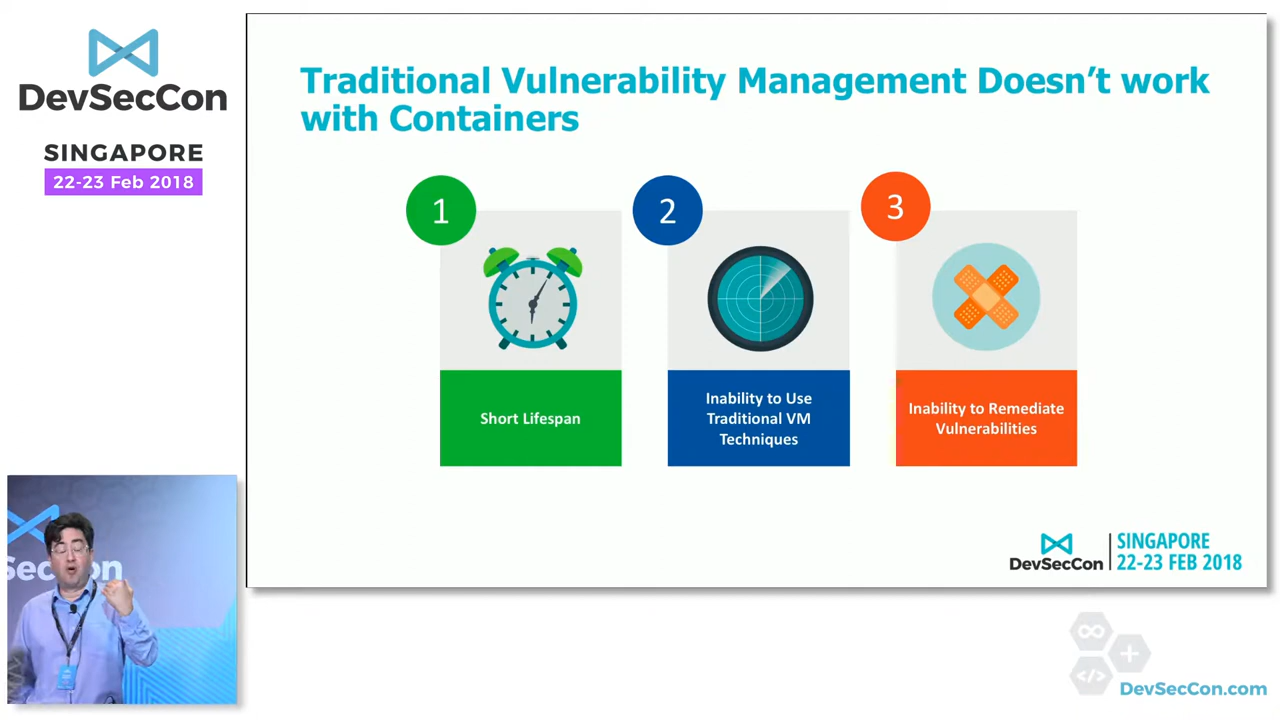 DevSecCon
SINGAPORE
22-23 Feb 2018
Traditional Vulnerability Management Doesn’t work
with Containers
1
2
3
Short Lifespan
Inability to Use
Traditional VM
Techniques
Inability to Remediate
Vulnerabilities
DevSecCon
SINGAPORE
22-23 FEB 2018
SecCon
DevSecCon.com